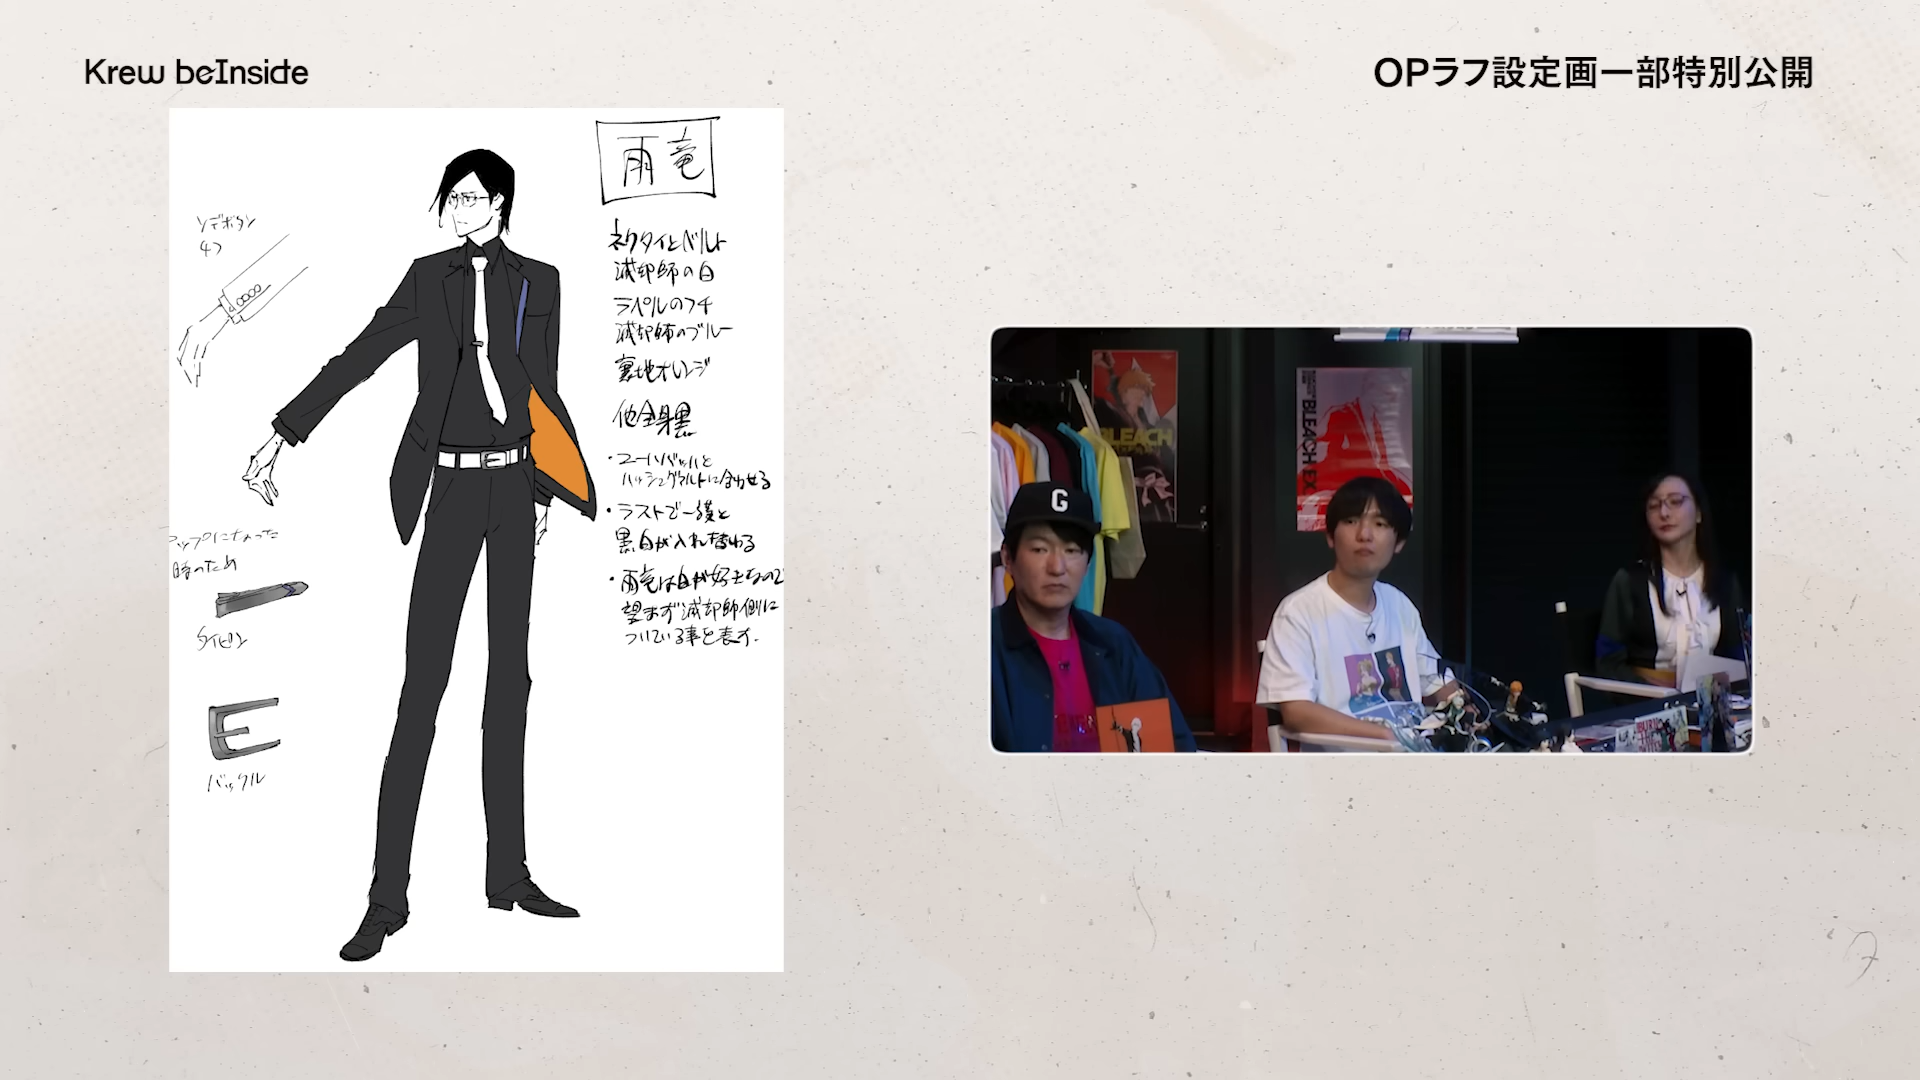 Krew beInside
OPラフ設定画一部特別公開
雨竜
ソデボタン
4つ
ネクタイとベルト
滅却師の白
ラペルのフチ
滅却師のブルー
裏地オレンジ
他全身黒
・ユーハバッハと
ハッシュヴァルトに合わせる
・ラストで一護と
黒白が入れ替わる
・雨竜は白が好きなので
望まず滅却師側に
ついている事を表す.
アップになった
時のため
タイピン
バックル
G
BLEACH
BLEACH EX